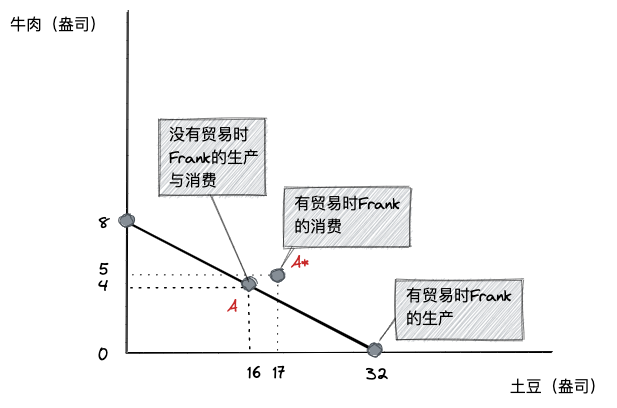 牛肉（盎司）
没有贸易时
Frank的生产
与消费
有贸易时Frank
的消费
8
5
A*
4
A
有贸易时Frank
的生产
0
16 17 32
土豆（盎司）